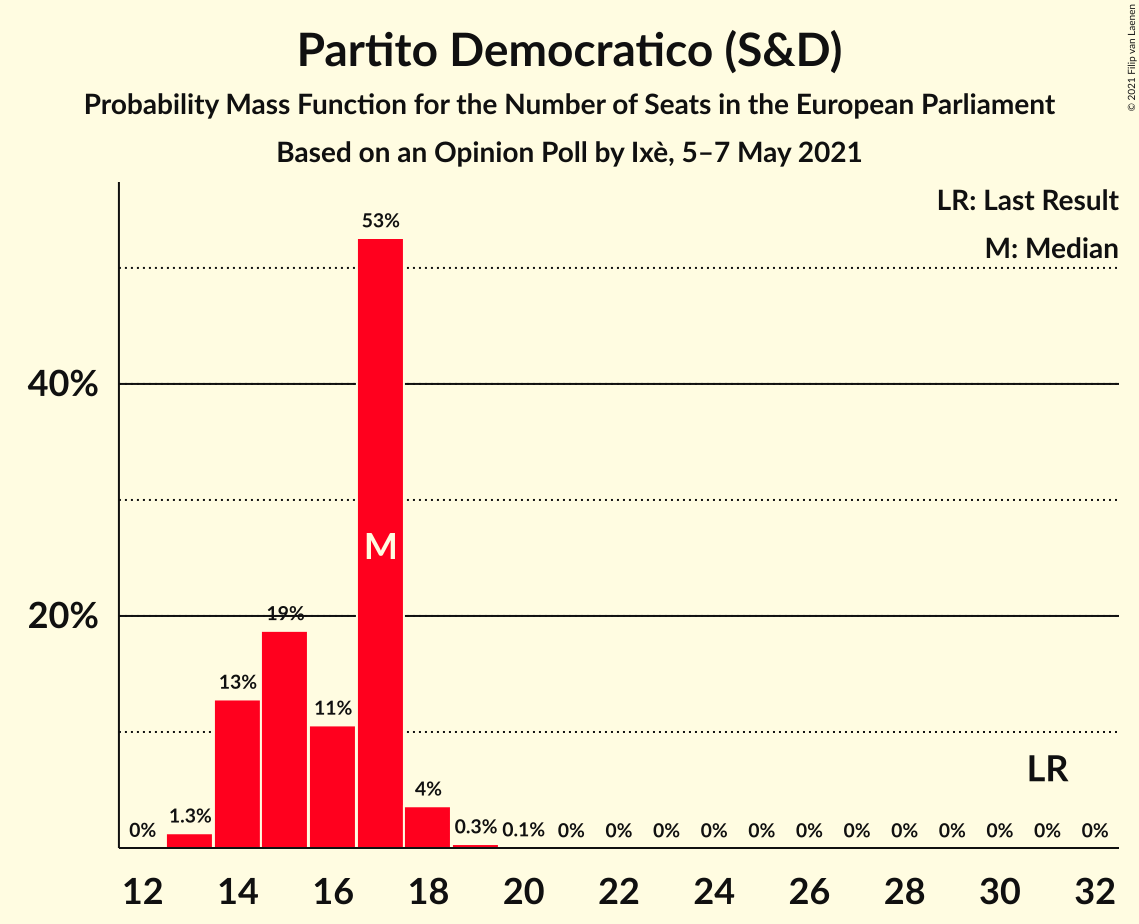 Partito Democratico (S&D)
Probability Mass Function for the Number of Seats in the European Parliament
Based on an Opinion Poll by Ixè, 5–7 May 2021
© 2021 Filip van Laenen
LR: Last Result
M: Median
53%
40%
M
20%
19%
13%
11%
LR
4%
0% 1.3% 0.3% 0.1% 0% 0% 0% 0% 0% 0% 0% 0% 0% 0% 0% 0%
12 14 16 18 20 22 24 26 28 30 32